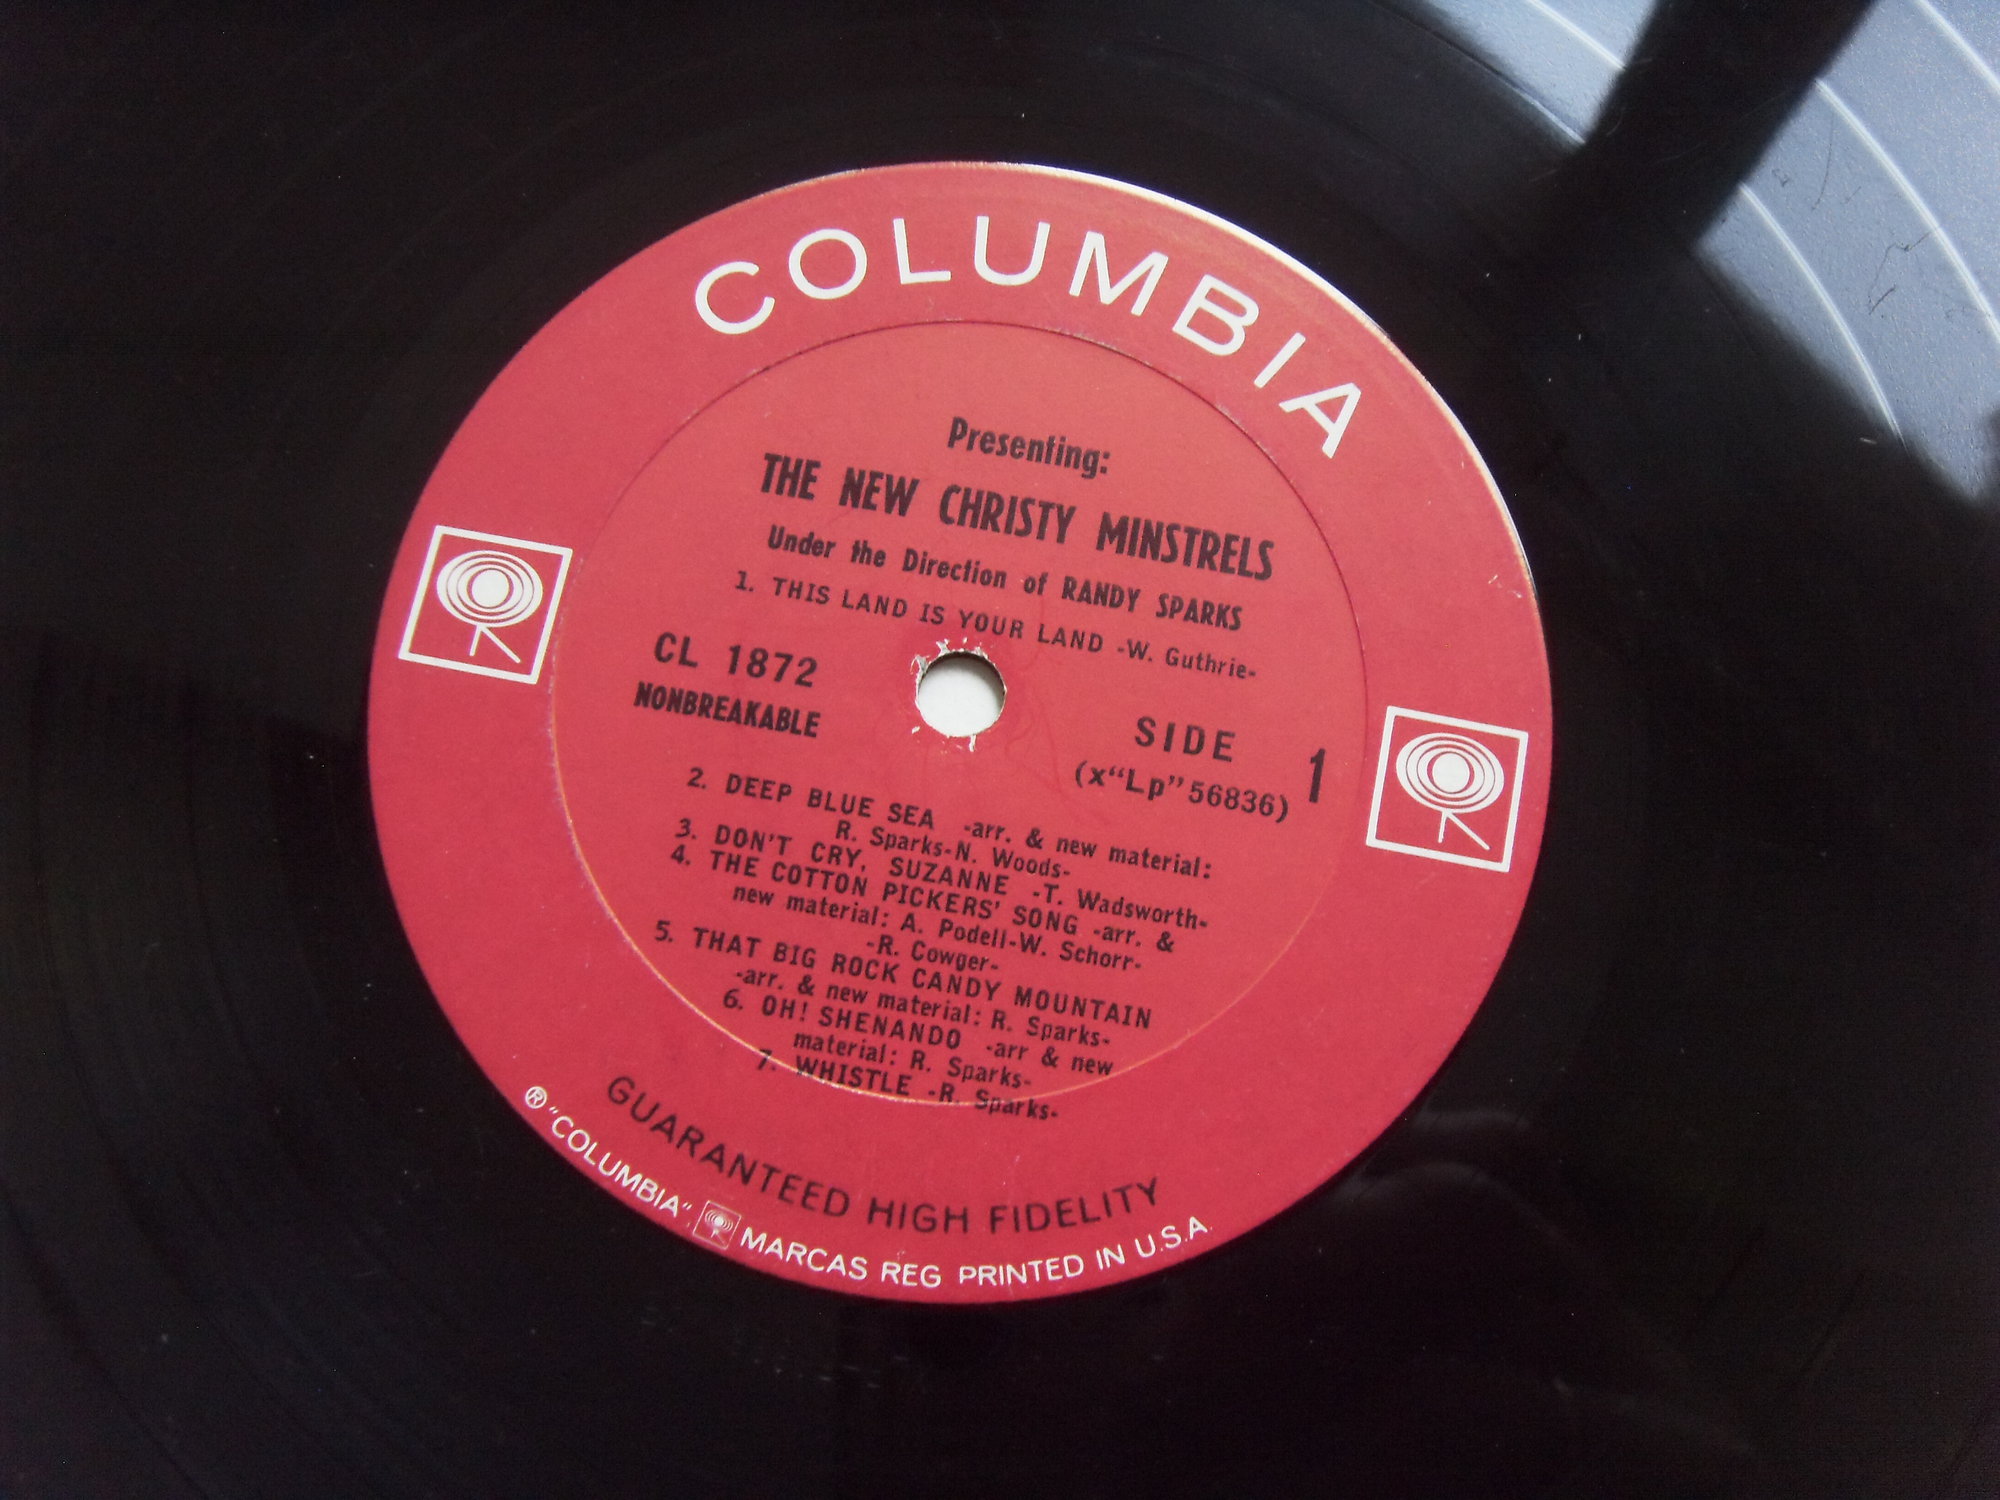 COLUMBIA
Presenting:
THE NEW CHRISTY MINSTRELS
Under the Direction of RANDY SPARKS
1. THIS LAND IS YOUR LAND -W. Guthrie-
CL 1872
NONBREAKABLE
SIDE 1
(x"Lp"56836)
2. DEEP BLUE SEA -arr. & new material:
R. Sparks-N. Woods-
3. DON'T CRY, SUZANNE -T. Wadsworth-
4. THE COTTON PICKERS' SONG -arr. &
new material: A. Podell-W. Schorr-
-R. Cowger-
5. THAT BIG ROCK CANDY MOUNTAIN
-arr. & new material: R. Sparks-
6. OH! SHENANDO -arr & new
material: R. Sparks-
7. WHISTLE -R. Sparks-
GUARANTEED HIGH FIDELITY
® "COLUMBIA", MARCAS REG PRINTED IN U.S.A.